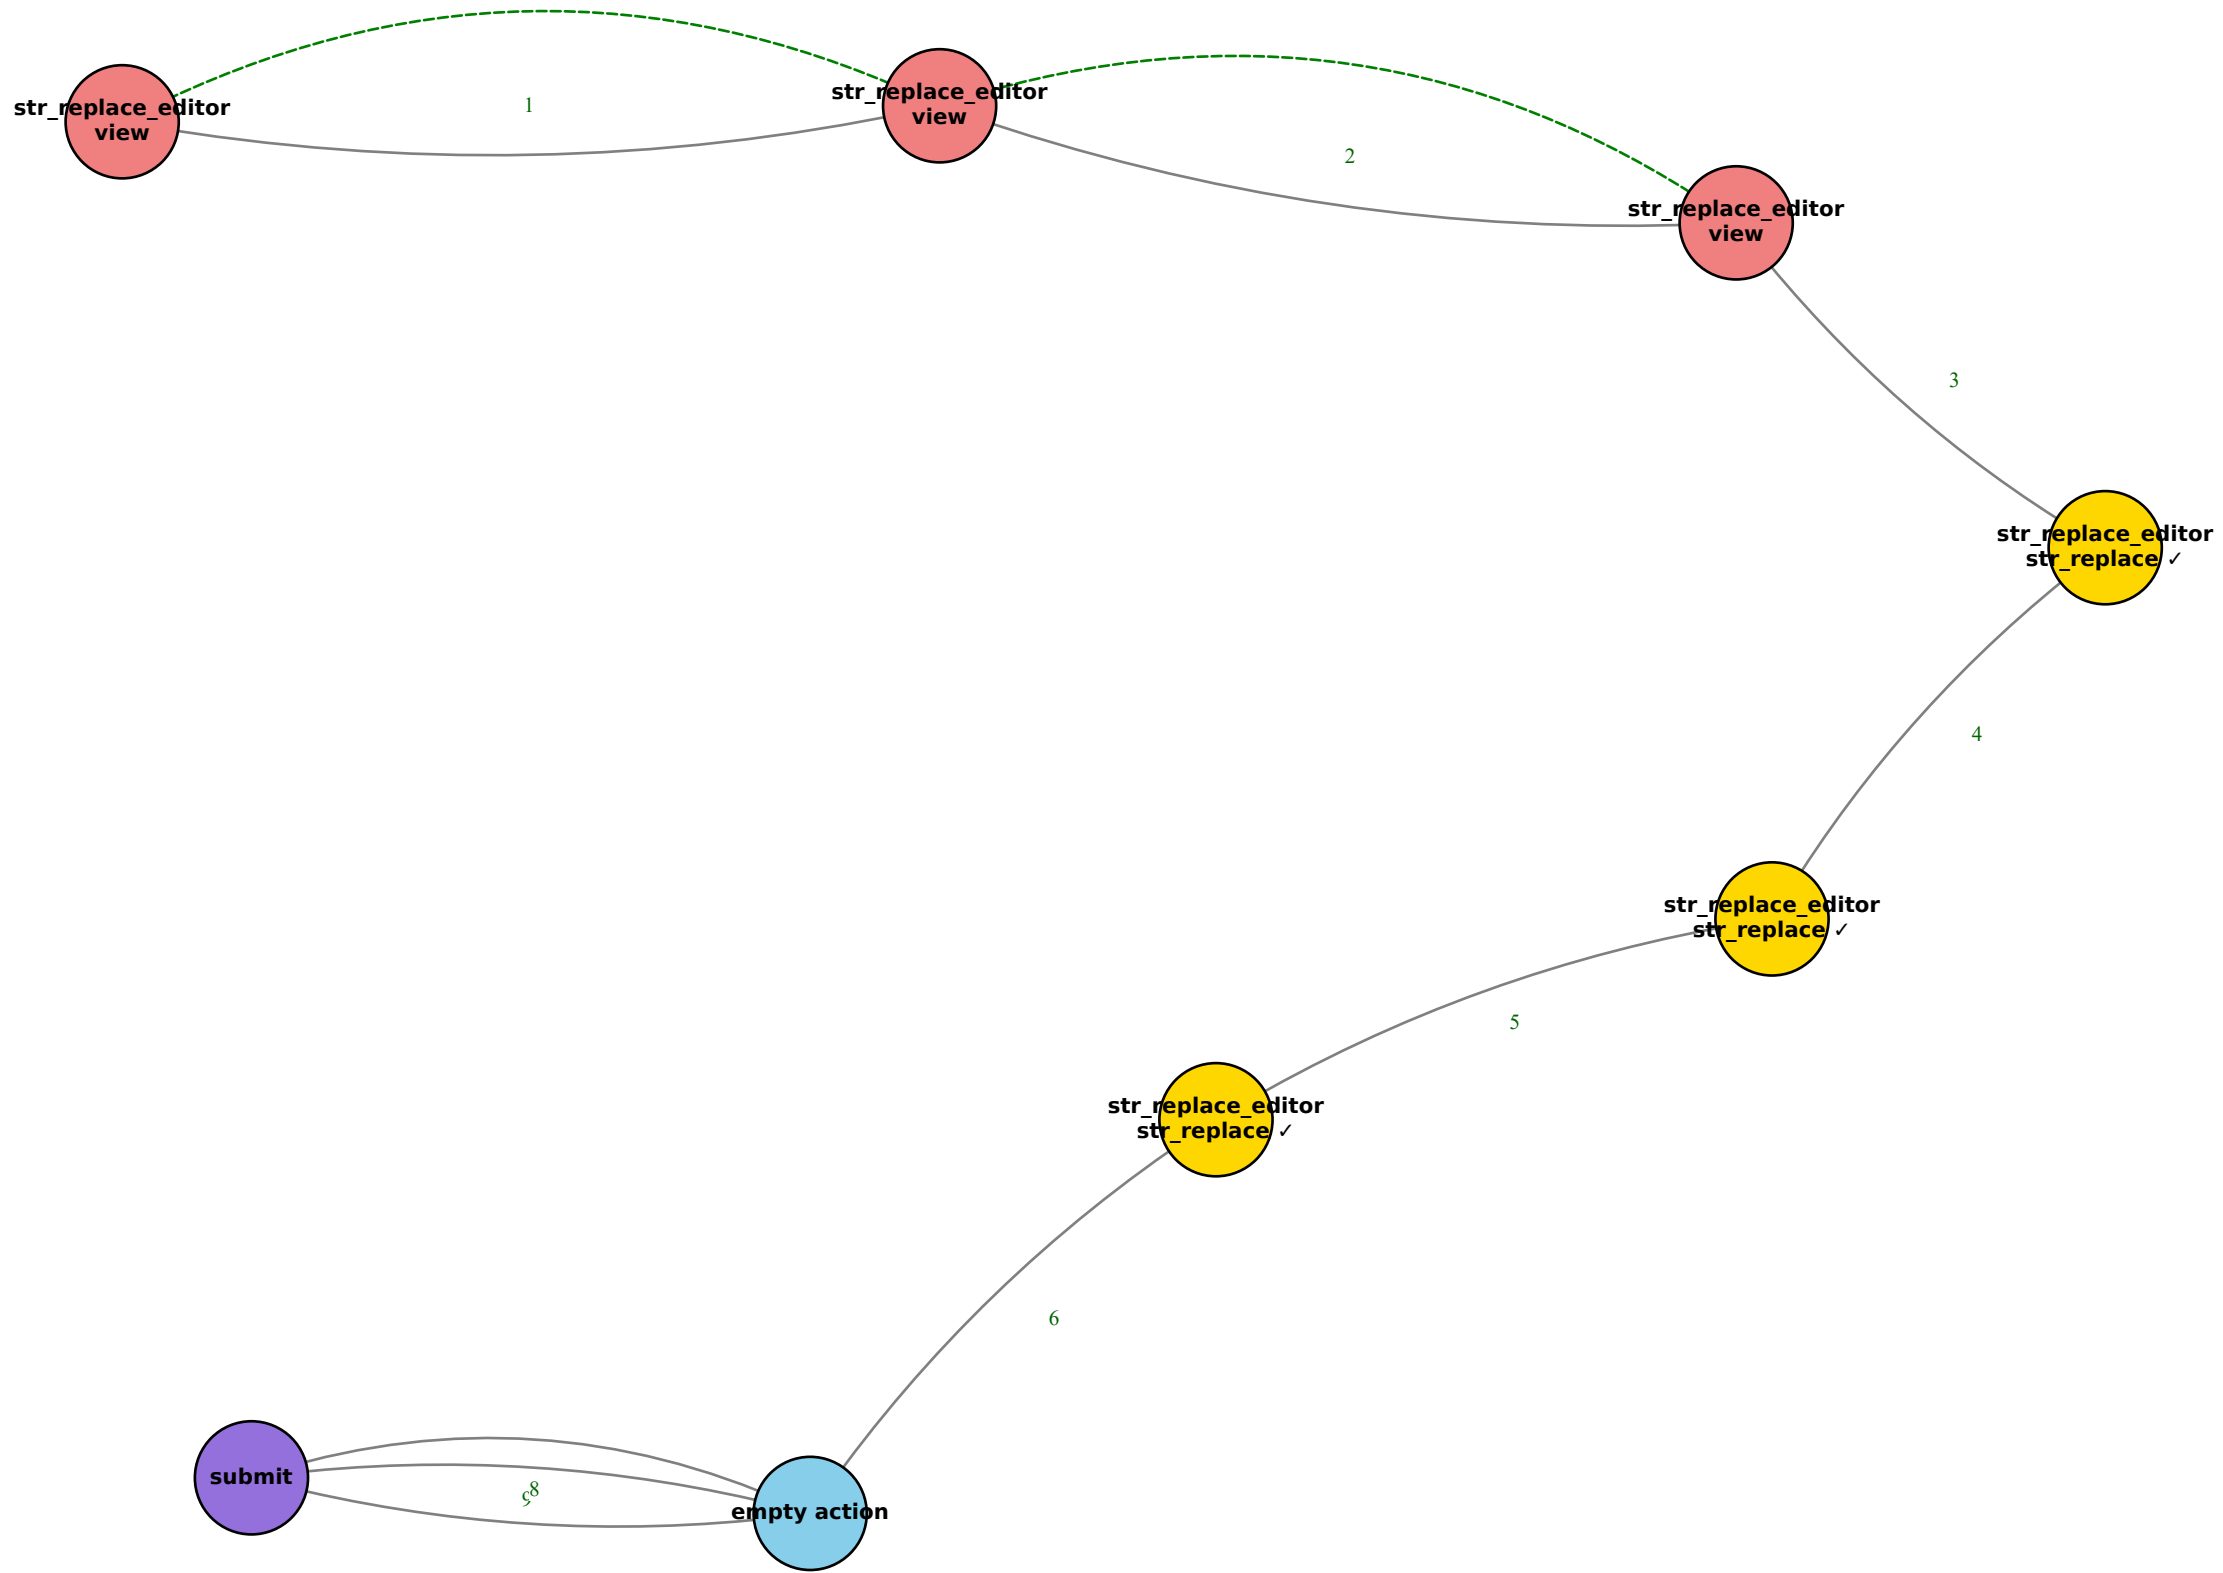 str_replace_editor
view
1
str_replace_editor
view
2
str_replace_editor
view
3
str_replace_editor
str_replace ✓
4
str_replace_editor
str_replace ✓
5
str_replace_editor
str_replace ✓
6
submit
8
empty action